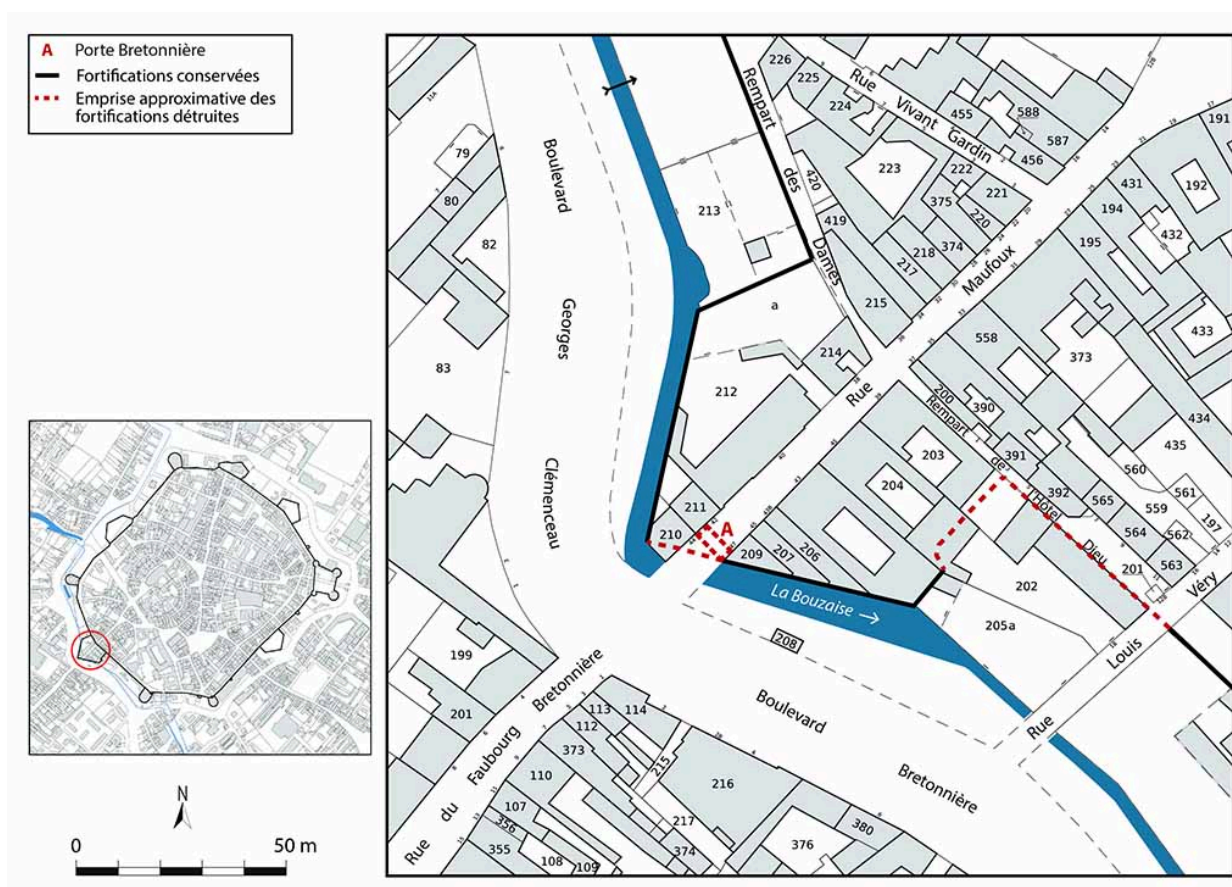 A Porte Bretonnière
Fortifications conservées
Emprise approximative des
fortifications détruites
N
0 50 m
Boulevard
Georges
Clémenceau
Rempart
des
Dames
Rue
Vivant
Gardin
Rue
Maufoux
Rempart
de
l'Hôtel
Dieu
Rue
Louis
Véry
La Bouzaise →
Boulevard
Bretonnière
Rue
du
Faubourg
Bretonnière
A
a
79
80
82
83
199
201
226
225
224
455
588
587
456
223
222
221
220
375
374
218
217
420
419
215
213
214
212
211
210
209
207
206
204
203
202
205a
208
191
192
431
194
432
195
433
558
373
434
435
200
390
391
392
565
560
561
559
197
564
562
563
201
113
114
112
373
110
107
356
355
108
109
215
216
217
374
376
380